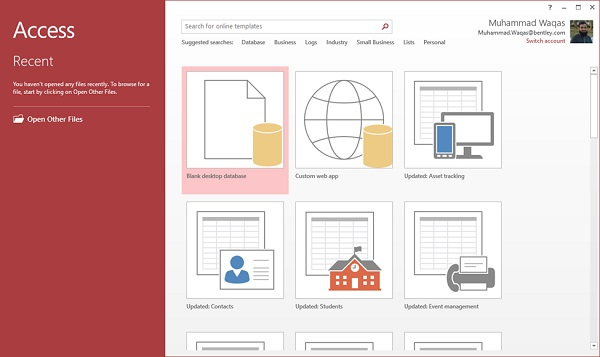 Access
Recent
You haven't opened any files recently. To browse for a
file, start by clicking on Open Other Files.
Open Other Files
?
Search for online templates
Suggested searches: Database Business Logs Industry Small Business Lists Personal
Muhammad Waqas
Muhammad.Waqas@bentley.com
Switch account
Blank desktop database
Custom web app
Updated: Asset tracking
Updated: Contacts
Updated: Students
Updated: Event management